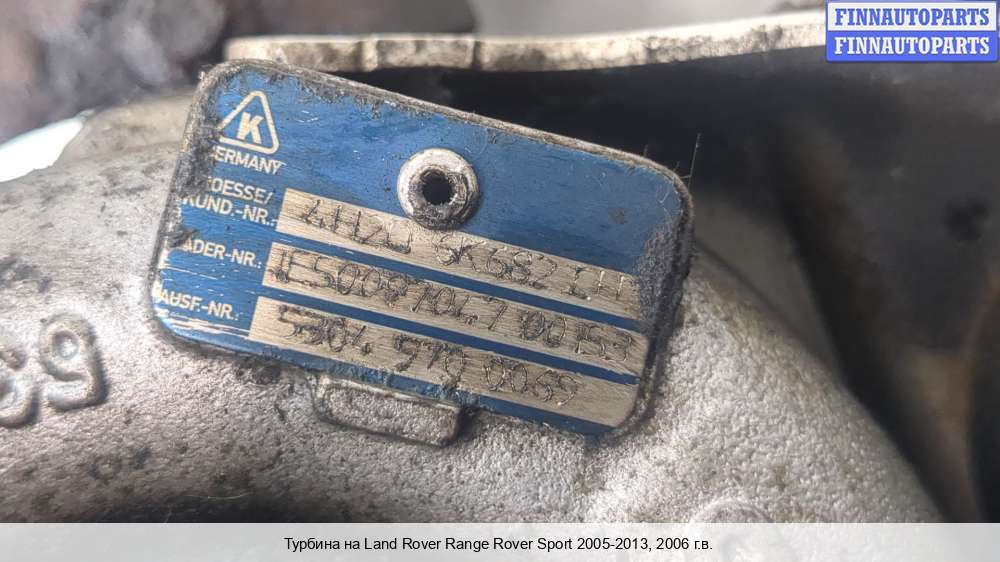 FINNAUTOPARTS
FINNAUTOPARTS
K
GERMANY
ADRESSE/
KUND.-NR.: 4H2Q 6K682 CH
LADER-NR.:
AUSF.-NR.: 5304 970 0069
69
Турбина на Land Rover Range Rover Sport 2005-2013, 2006 г.в.